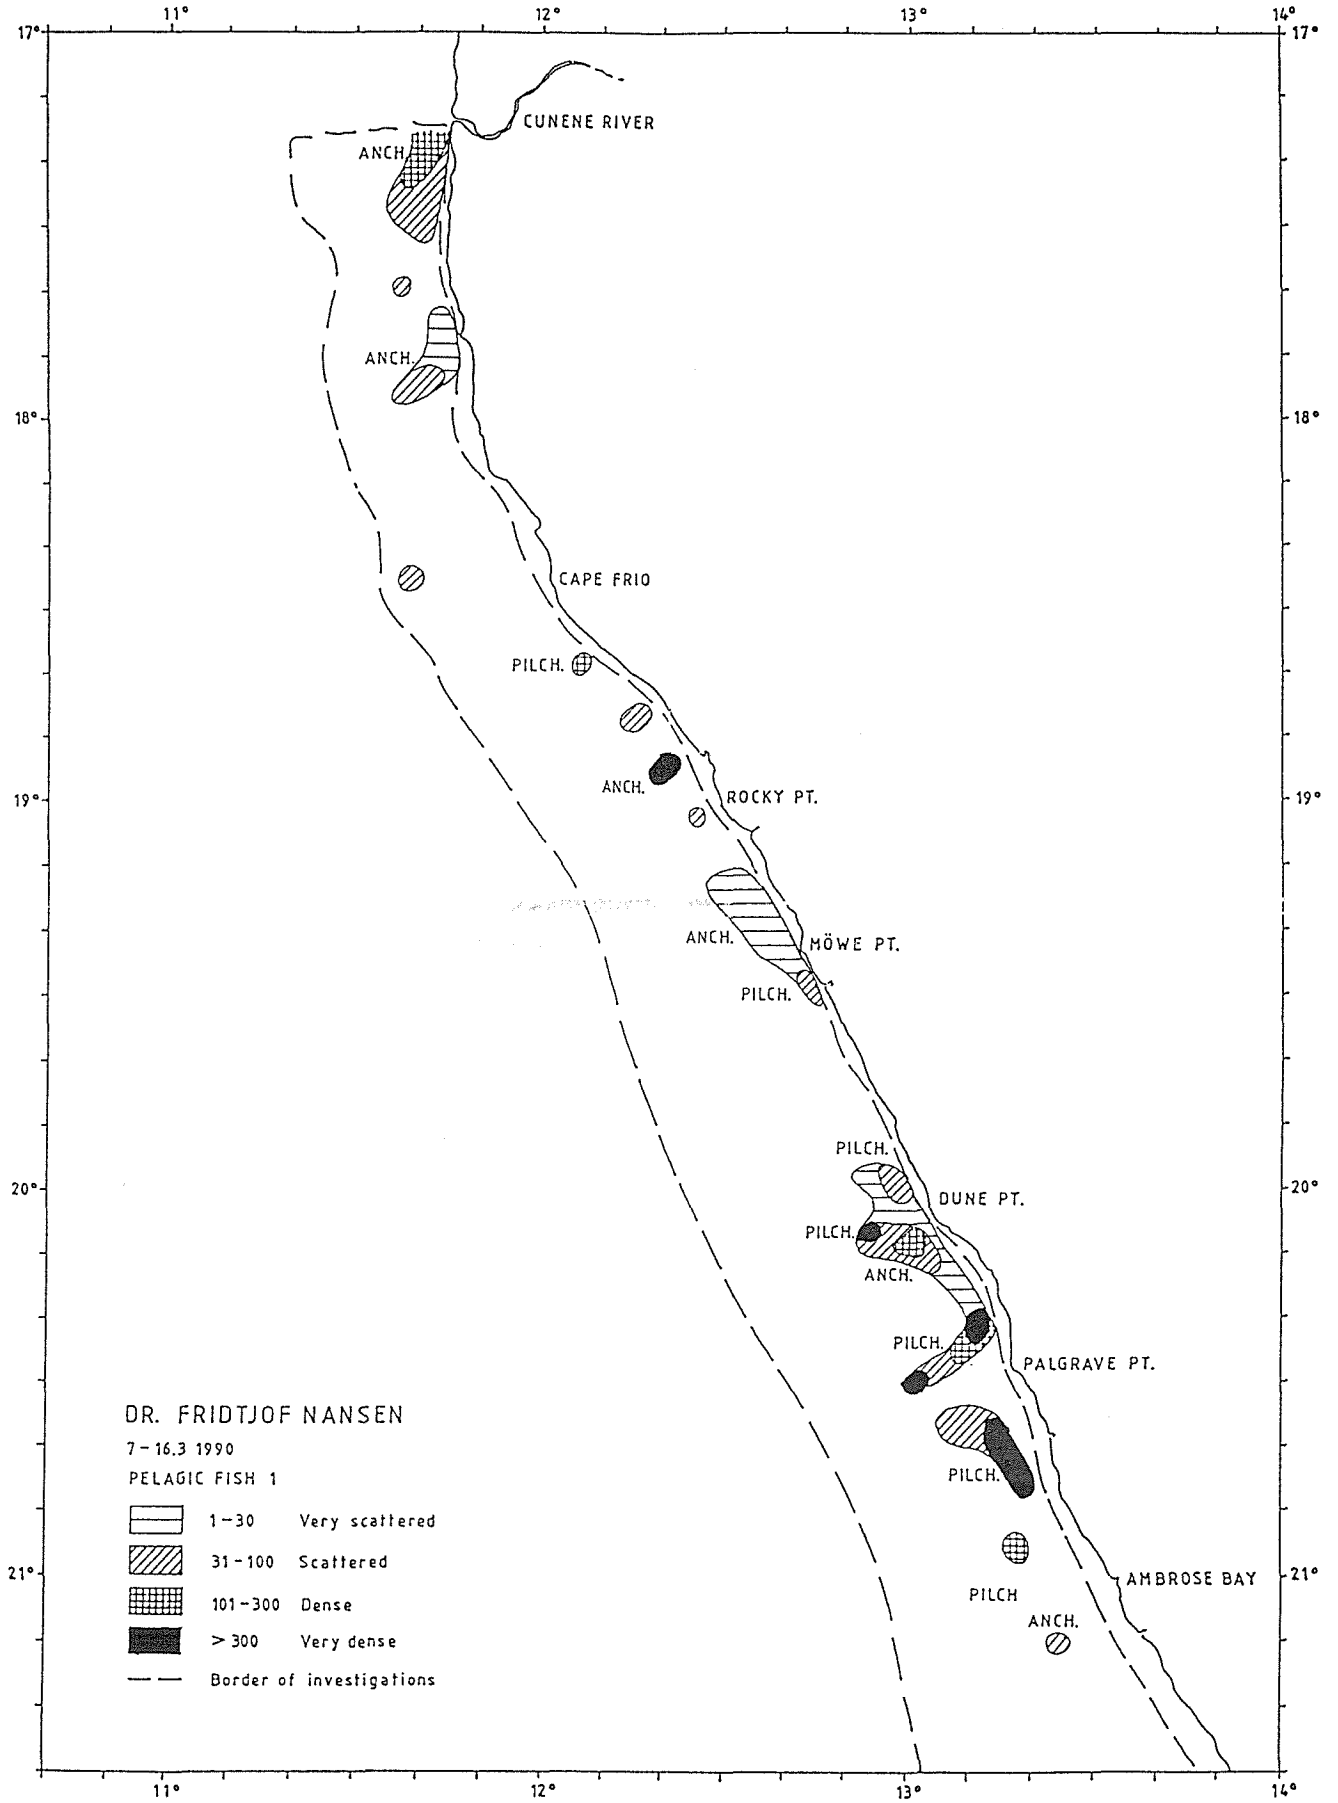 11° 12° 13° 14°
17° 17°
CUNENE RIVER
ANCH.
ANCH.
18° 18°
CAPE FRIO
PILCH.
ANCH.
ROCKY PT.
19° 19°
ANCH.
MÖWE PT.
PILCH.
PILCH.
20° 20°
DUNE PT.
PILCH.
ANCH.
PILCH.
PALGRAVE PT.
DR. FRIDTJOF NANSEN
7-16.3 1990
PELAGIC FISH 1
PILCH.
1-30 Very scattered
31-100 Scattered
21° 21°
AMBROSE BAY
PILCH
101-300 Dense
ANCH.
>300 Very dense
Border of investigations
11° 12° 13° 14°